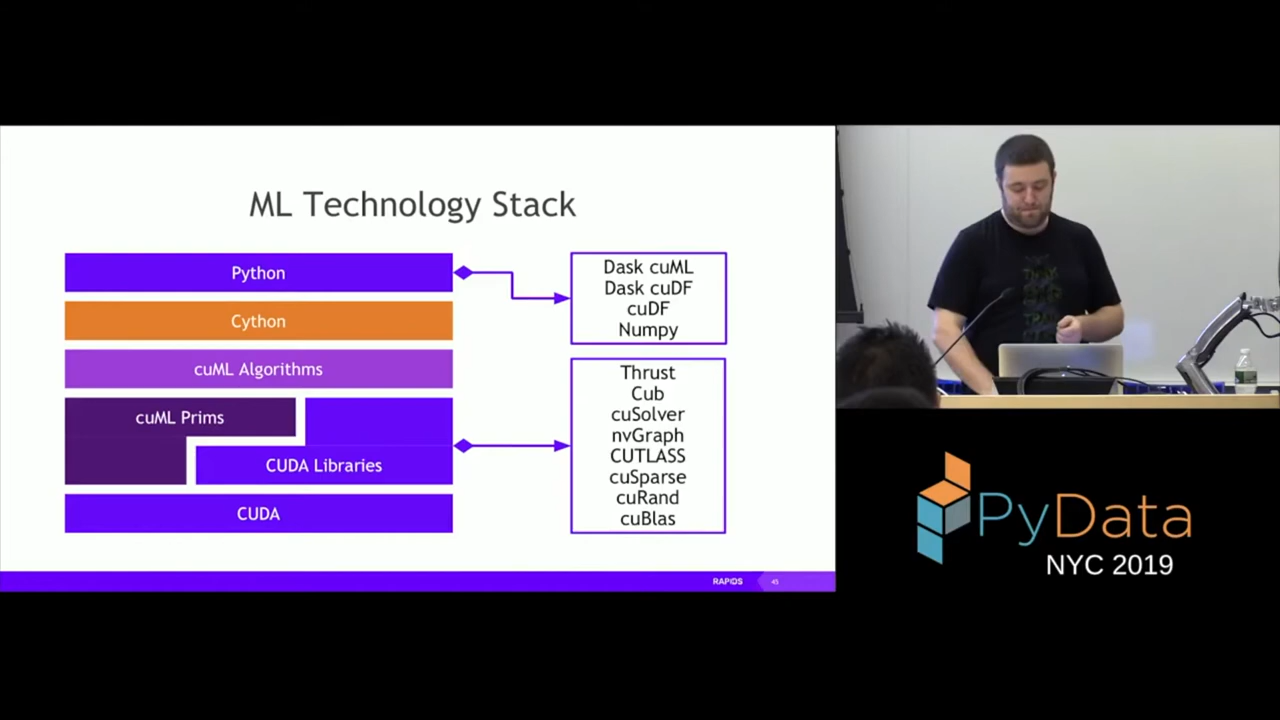 ML Technology Stack
Python
Cython
cuML Algorithms
cuML Prims
CUDA Libraries
CUDA
Dask cuML
Dask cuDF
cuDF
Numpy
Thrust
Cub
cuSolver
nvGraph
CUTLASS
cuSparse
cuRand
cuBlas
RAPIDS
45
PyData
NYC 2019